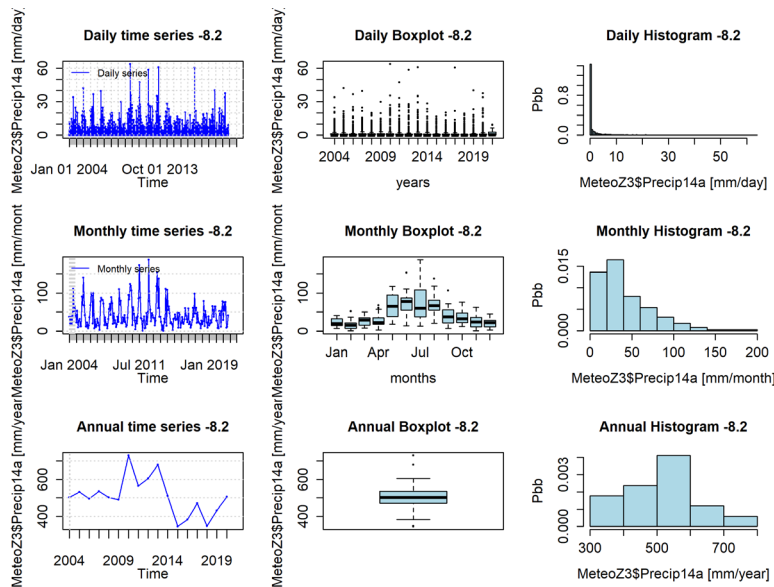 Daily time series -8.2
MeteoZ3$Precip14a [mm/day]
0 30 60
Daily series
Jan 01 2004 Oct 01 2013
Time
Daily Boxplot -8.2
MeteoZ3$Precip14a [mm/day]
0 30 60
2004 2009 2014 2019
years
Daily Histogram -8.2
Pbb
0.0 0.8
0 10 30 50
MeteoZ3$Precip14a [mm/day]
Monthly time series -8.2
MeteoZ3$Precip14a [mm/mont
0 100
Monthly series
Jan 2004 Jul 2011 Jan 2019
Time
Monthly Boxplot -8.2
MeteoZ3$Precip14a [mm/mont
0 100
Jan Apr Jul Oct
months
Monthly Histogram -8.2
Pbb
0.000 0.015
0 50 100 150 200
MeteoZ3$Precip14a [mm/month]
Annual time series -8.2
MeteoZ3$Precip14a [mm/year]
400 600
2004 2009 2014 2019
Time
Annual Boxplot -8.2
MeteoZ3$Precip14a [mm/year]
400 600
Annual Histogram -8.2
Pbb
0.000 0.003
300 500 700
MeteoZ3$Precip14a [mm/year]